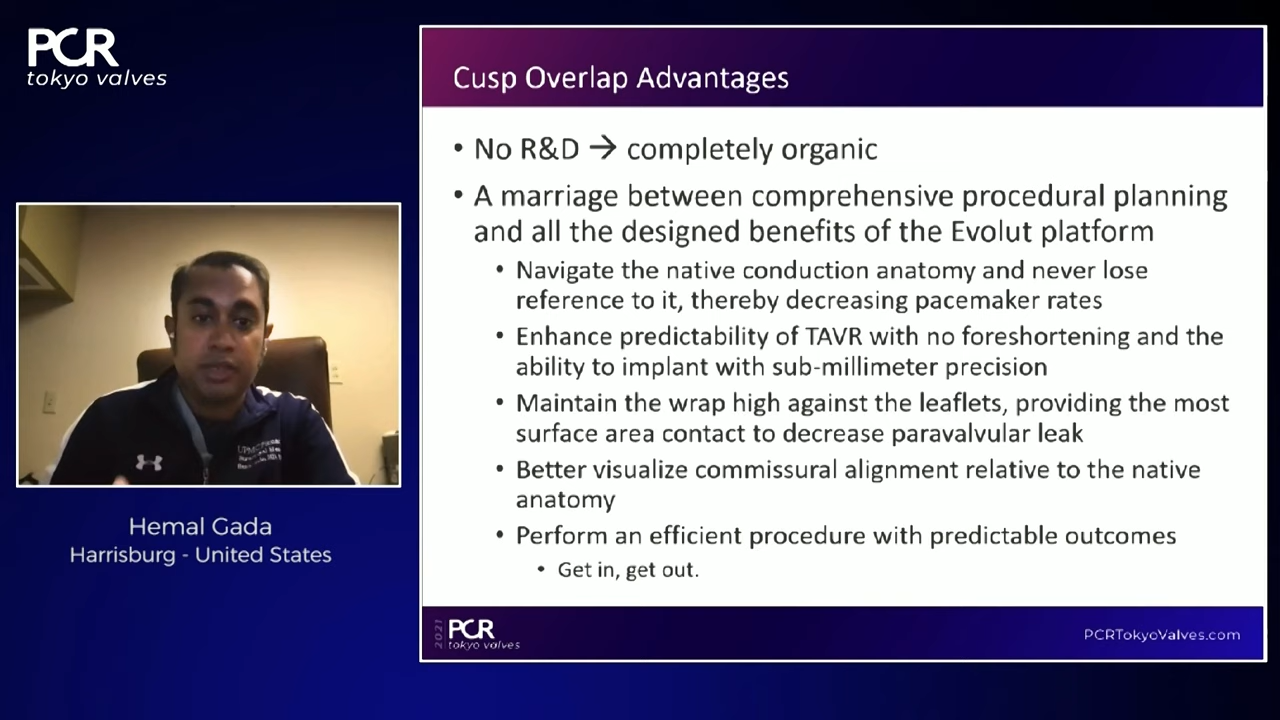 PCR
tokyo valves
Cusp Overlap Advantages
• No R&D → completely organic
• A marriage between comprehensive procedural planning
and all the designed benefits of the Evolut platform
• Navigate the native conduction anatomy and never lose
reference to it, thereby decreasing pacemaker rates
• Enhance predictability of TAVR with no foreshortening and the
ability to implant with sub-millimeter precision
• Maintain the wrap high against the leaflets, providing the most
surface area contact to decrease paravalvular leak
• Better visualize commissural alignment relative to the native
anatomy
• Perform an efficient procedure with predictable outcomes
• Get in, get out.
Hemal Gada
Harrisburg - United States
2021
PCR
tokyo valves
PCRTokyoValves.com